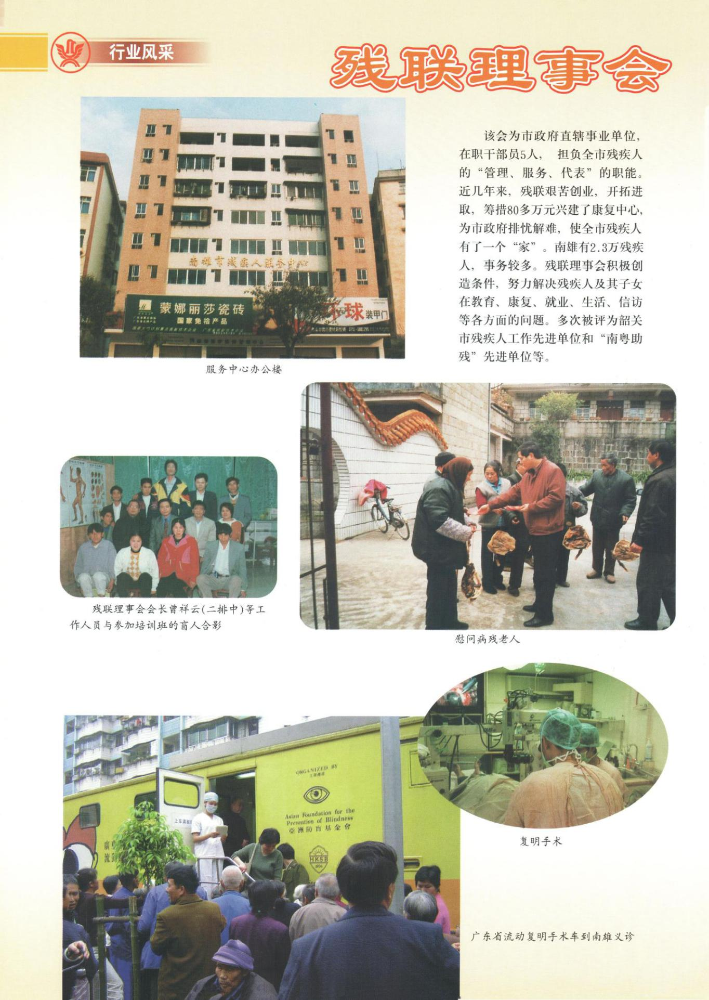 行业风采
残联理事会
该会为市政府直辖事业单位，
在职干部员5人， 担负全市残疾人
的“管理、服务、代表”的职能。
近几年来，残联艰苦创业，开拓进
取，筹措80多万元兴建了康复中心，
为市政府排忧解难，使全市残疾人
有了一个“家”。南雄有2.3万残疾
人，事务较多。残联理事会积极创
造条件，努力解决残疾人及其子女
在教育、康复、就业、生活、信访
等各方面的问题。多次被评为韶关
市残疾人工作先进单位和“南粤助
残”先进单位等。
南雄市残疾人服务中心
蒙娜丽莎瓷砖
国家免检产品
环球装甲门
服务中心办公楼
残联理事会会长曾祥云(二排中)等工
作人员与参加培训班的盲人合影
慰问病残老人
复明手术
ORGANIZED BY
Asian Foundation for the
Prevention of Blindness
亞洲防盲基金會
HKSB
1956
上车请脱
廣
流
广东省流动复明手术车到南雄义诊